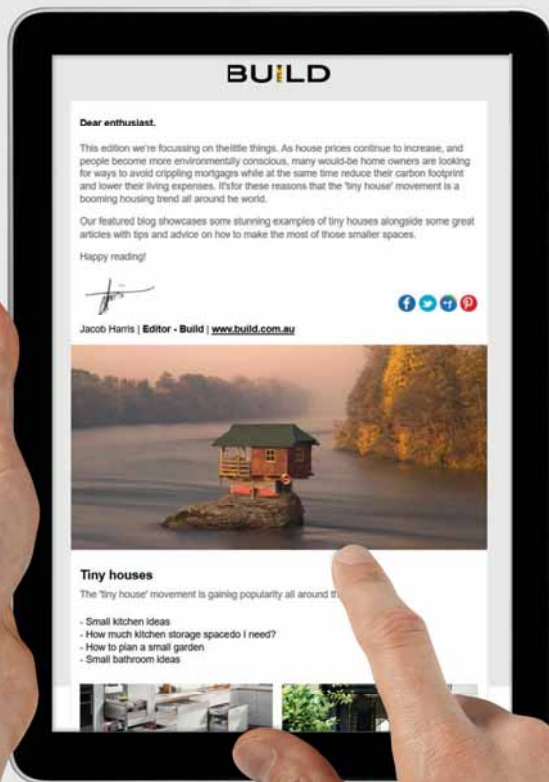 BUILD
Dear enthusiast.
This edition we're focussing on thelittle things. As house prices continue to increase, and
people become more environmentally conscious, many would-be home owners are looking
for ways to avoid crippling mortgages while at the same time reduce their carbon footprint
and lower their living expenses. It'sfor these reasons that the 'tiny house' movement is a
booming housing trend all around he world.
Our featured blog showcases some stunning examples of tiny houses alongside some great
articles with tips and advice on how to make the most of those smaller spaces.
Happy reading!
Jacob Harris | Editor - Build | www.build.com.au
Tiny houses
The 'tiny house' movement is gaining popularity all around
- Small kitchen ideas
- How much kitchen storage spacedo I need?
- How to plan a small garden
- Small bathroom ideas